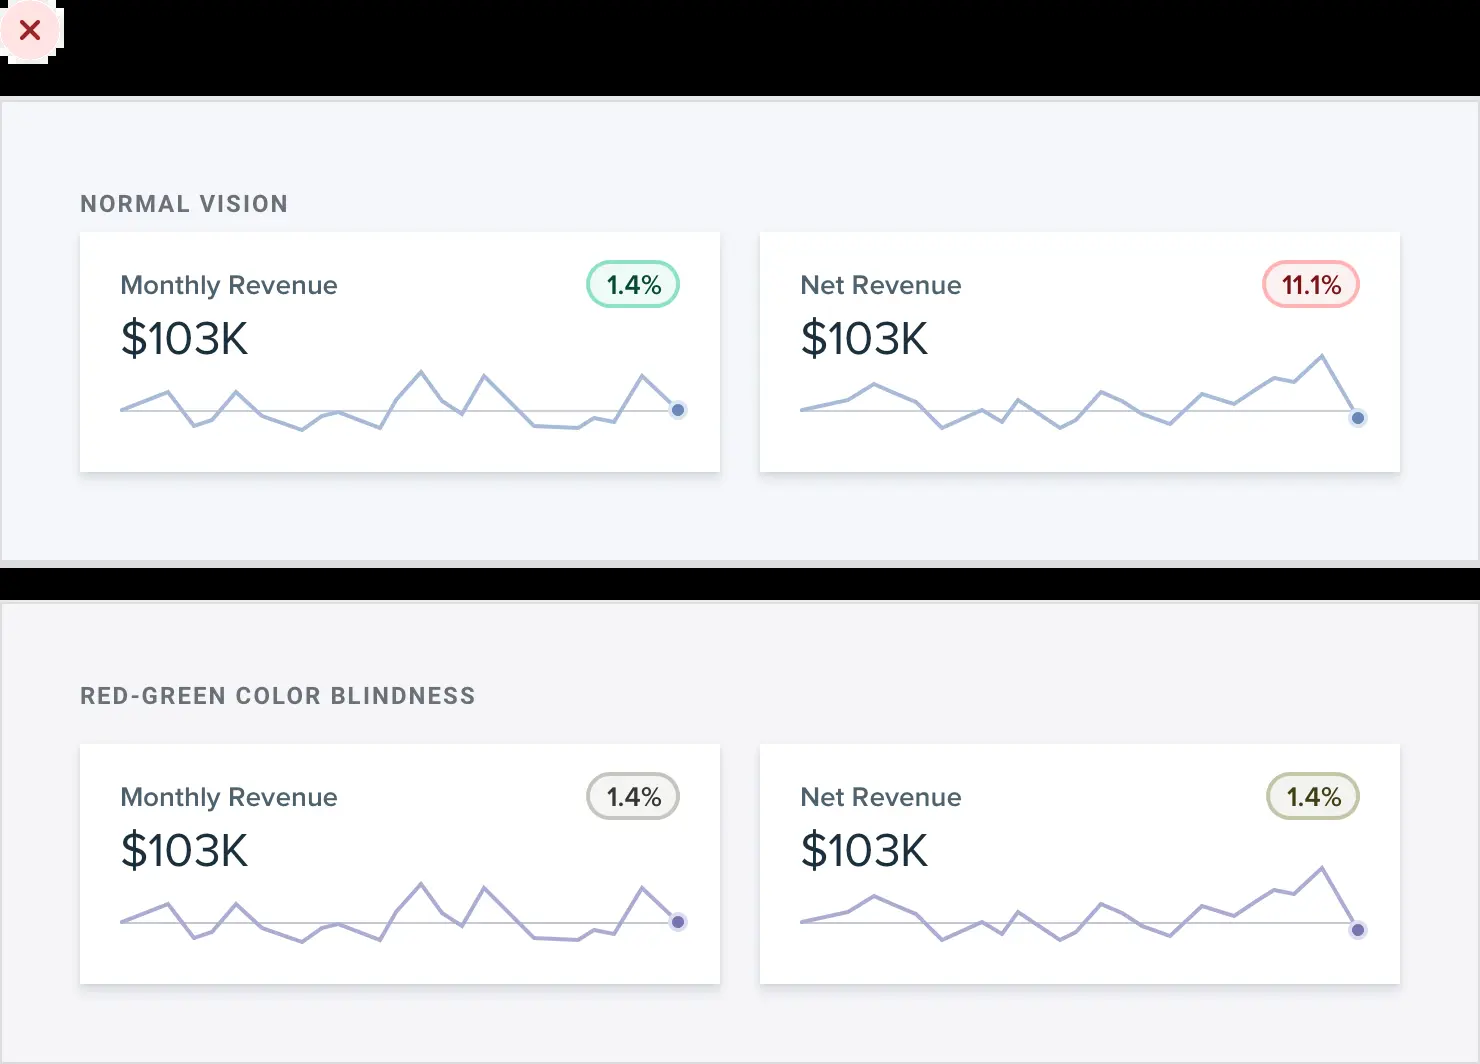 NORMAL VISION
Monthly Revenue
1.4%
$103K
Net Revenue
11.1%
$103K
RED-GREEN COLOR BLINDNESS
Monthly Revenue
1.4%
$103K
Net Revenue
1.4%
$103K